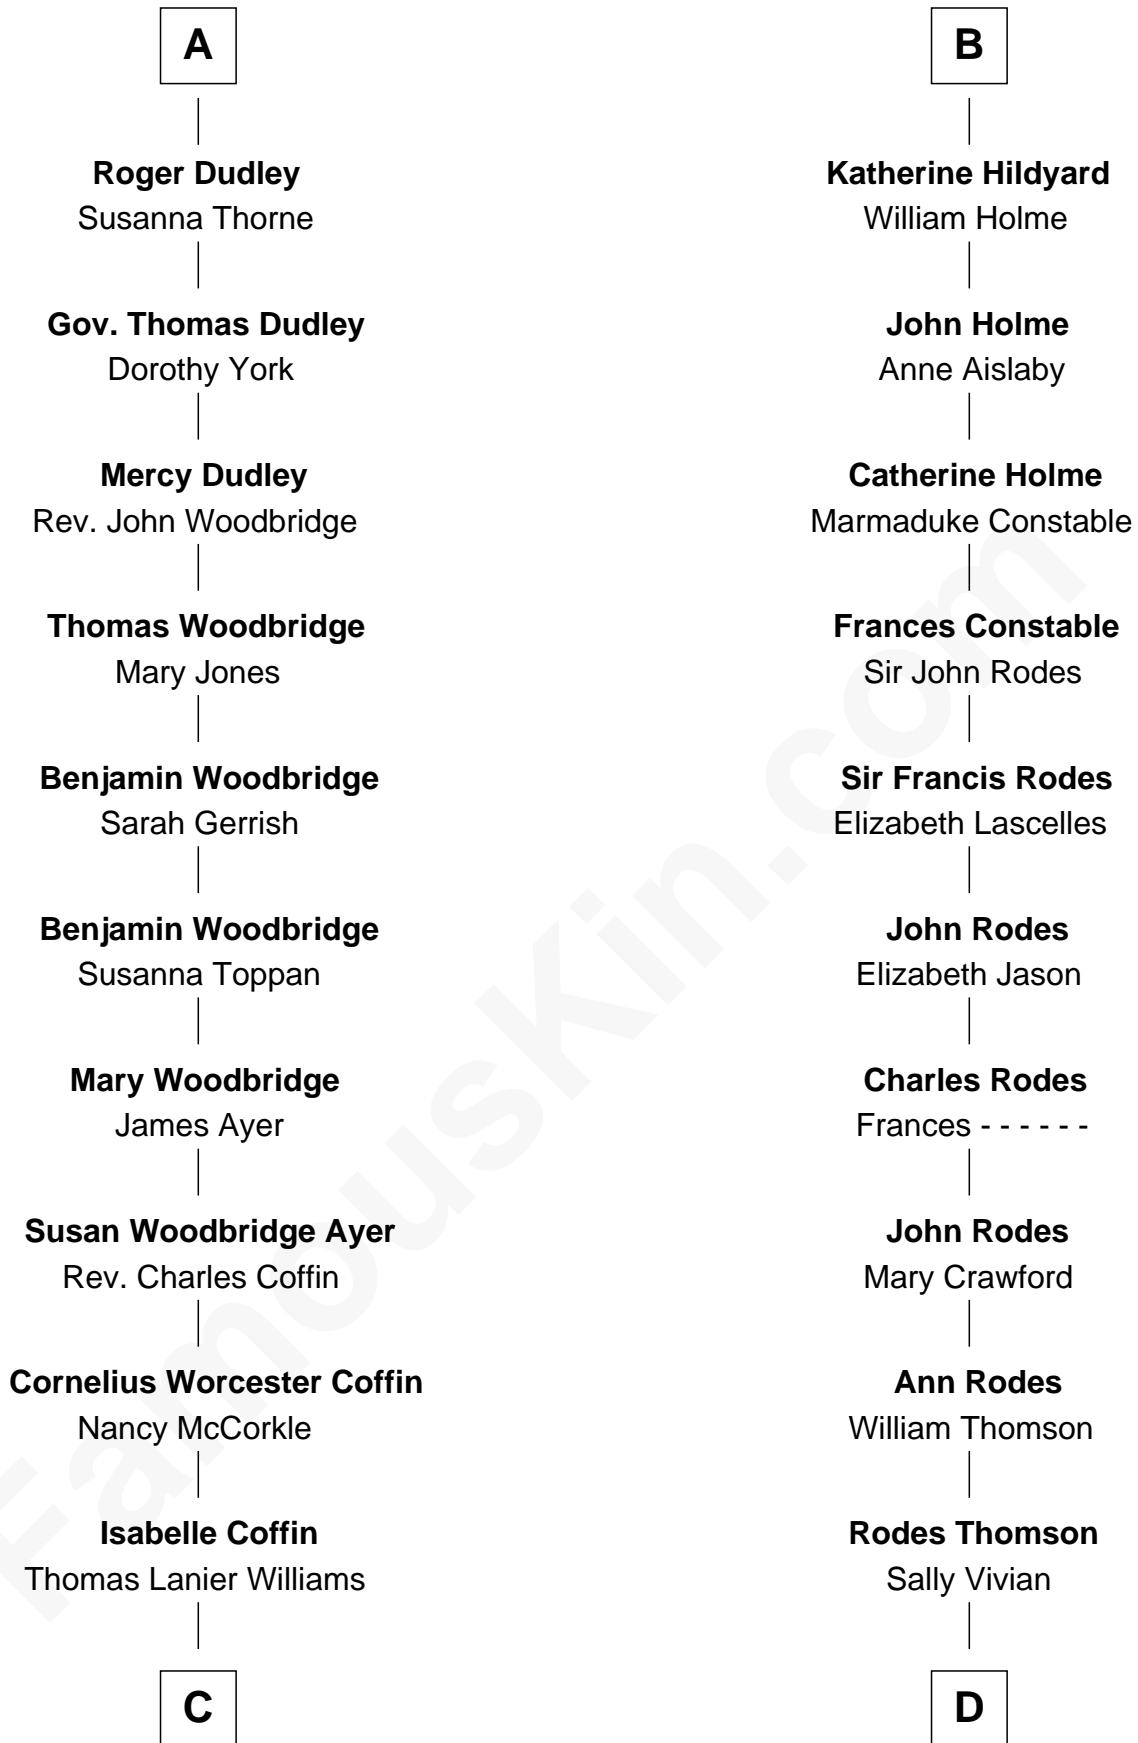 A
Roger Dudley
Susanna Thorne
Gov. Thomas Dudley
Dorothy York
Mercy Dudley
Rev. John Woodbridge
Thomas Woodbridge
Mary Jones
Benjamin Woodbridge
Sarah Gerrish
Benjamin Woodbridge
Susanna Toppan
Mary Woodbridge
James Ayer
Susan Woodbridge Ayer
Rev. Charles Coffin
Cornelius Worcester Coffin
Nancy McCorkle
Isabelle Coffin
Thomas Lanier Williams
C
B
Katherine Hildyard
William Holme
John Holme
Anne Aislaby
Catherine Holme
Marmaduke Constable
Frances Constable
Sir John Rodes
Sir Francis Rodes
Elizabeth Lascelles
John Rodes
Elizabeth Jason
Charles Rodes
Frances - - - - - -
John Rodes
Mary Crawford
Ann Rodes
William Thomson
Rodes Thomson
Sally Vivian
D
FamousKin.com